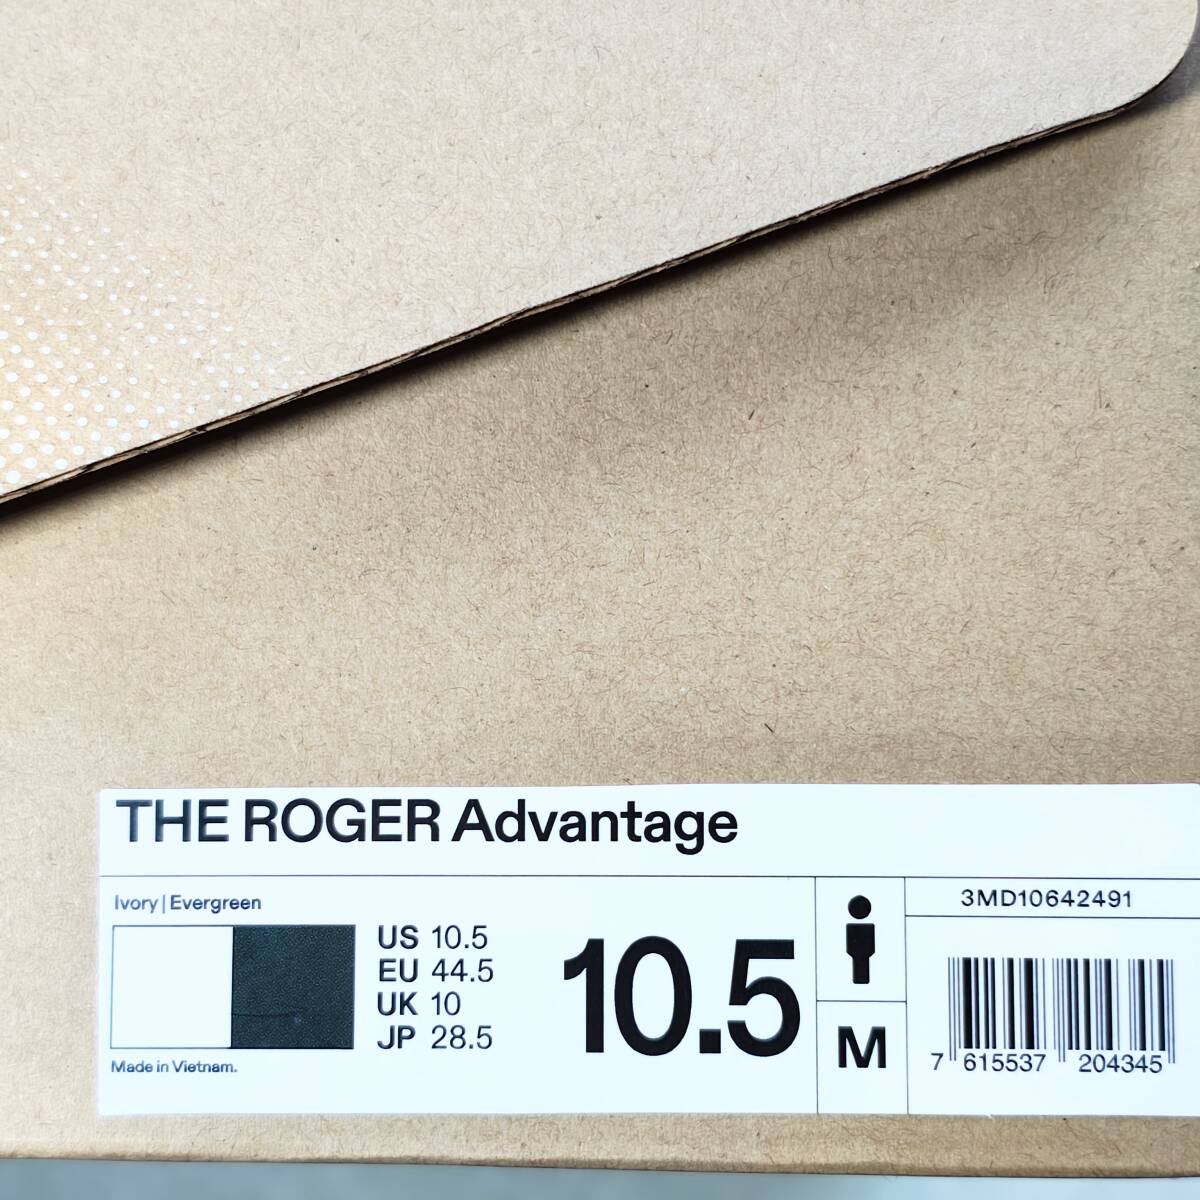 THE ROGER Advantage
Ivory | Evergreen
US 10.5
EU 44.5
UK 10
JP 28.5
Made in Vietnam.
10.5
M
3MD10642491
7 615537 204345